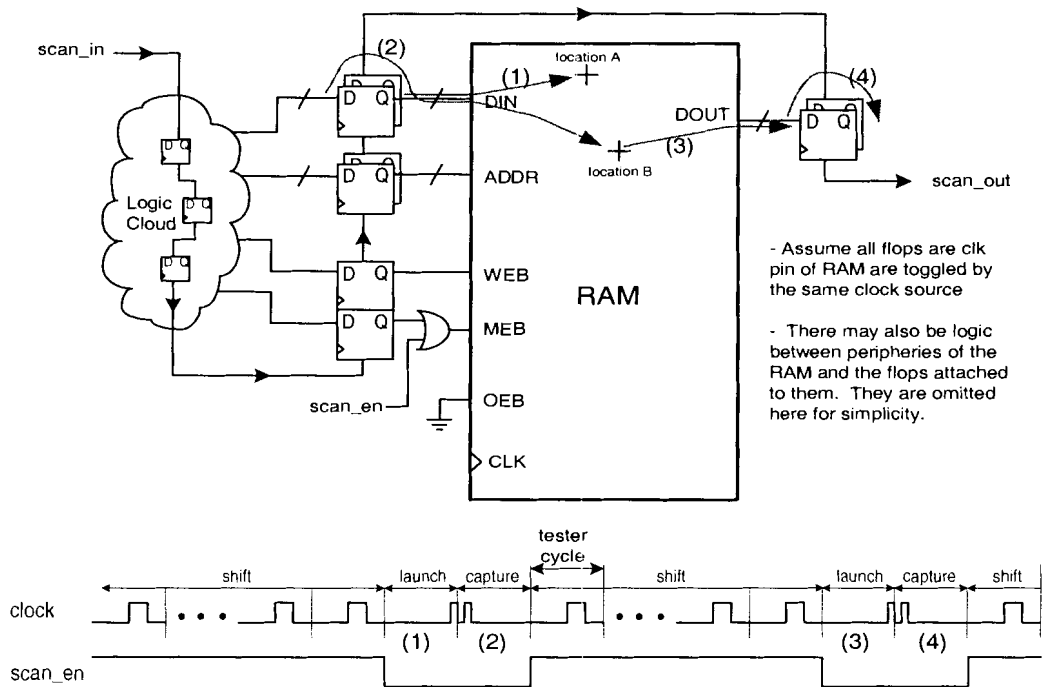 scan_in
(2)
location A
(1)
(4)
D Q
D Q
DIN
DOUT
D Q
D Q
(3)
location B
D Q
D Q
ADDR
scan_out
D Q
Logic
Cloud
D Q
D Q
D Q
WEB
RAM
D Q
MEB
scan_en
OEB
CLK
- Assume all flops are clk
pin of RAM are toggled by
the same clock source
- There may also be logic
between peripheries of the
RAM and the flops attached
to them. They are omitted
here for simplicity.
tester
cycle
shift
launch
capture
shift
launch
capture
shift
clock
(1)
(2)
(3)
(4)
scan_en